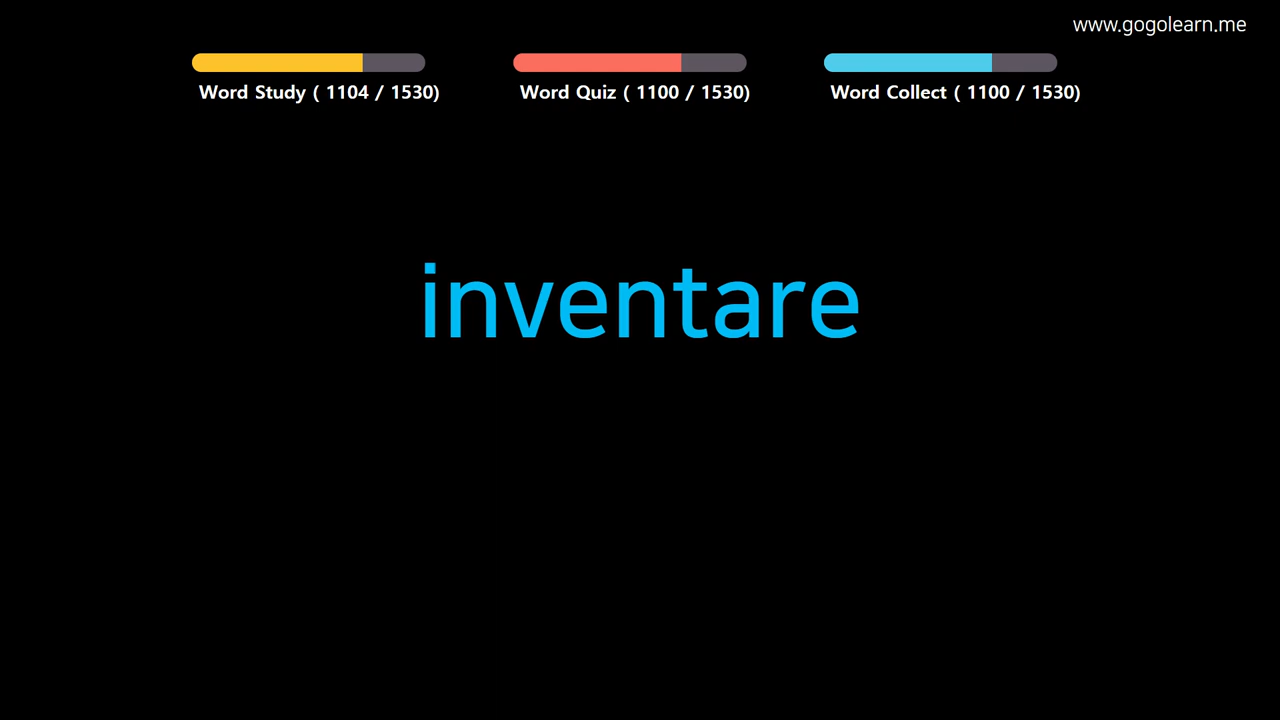 www.gogolearn.me
Word Study ( 1104 / 1530)
Word Quiz ( 1100 / 1530)
Word Collect ( 1100 / 1530)
inventare